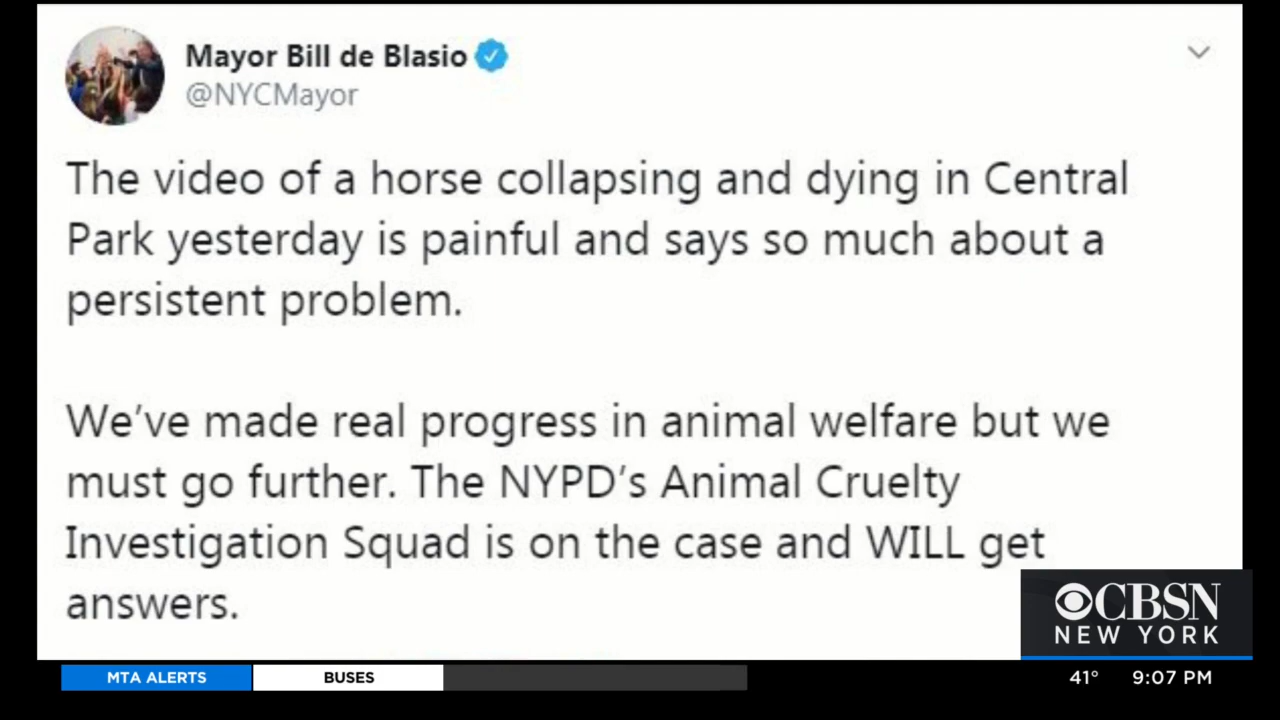 Mayor Bill de Blasio
@NYCMayor
The video of a horse collapsing and dying in Central
Park yesterday is painful and says so much about a
persistent problem.
We've made real progress in animal welfare but we
must go further. The NYPD's Animal Cruelty
Investigation Squad is on the case and WILL get
answers.
CBSN
NEW YORK
MTA ALERTS BUSES 41° 9:07 PM